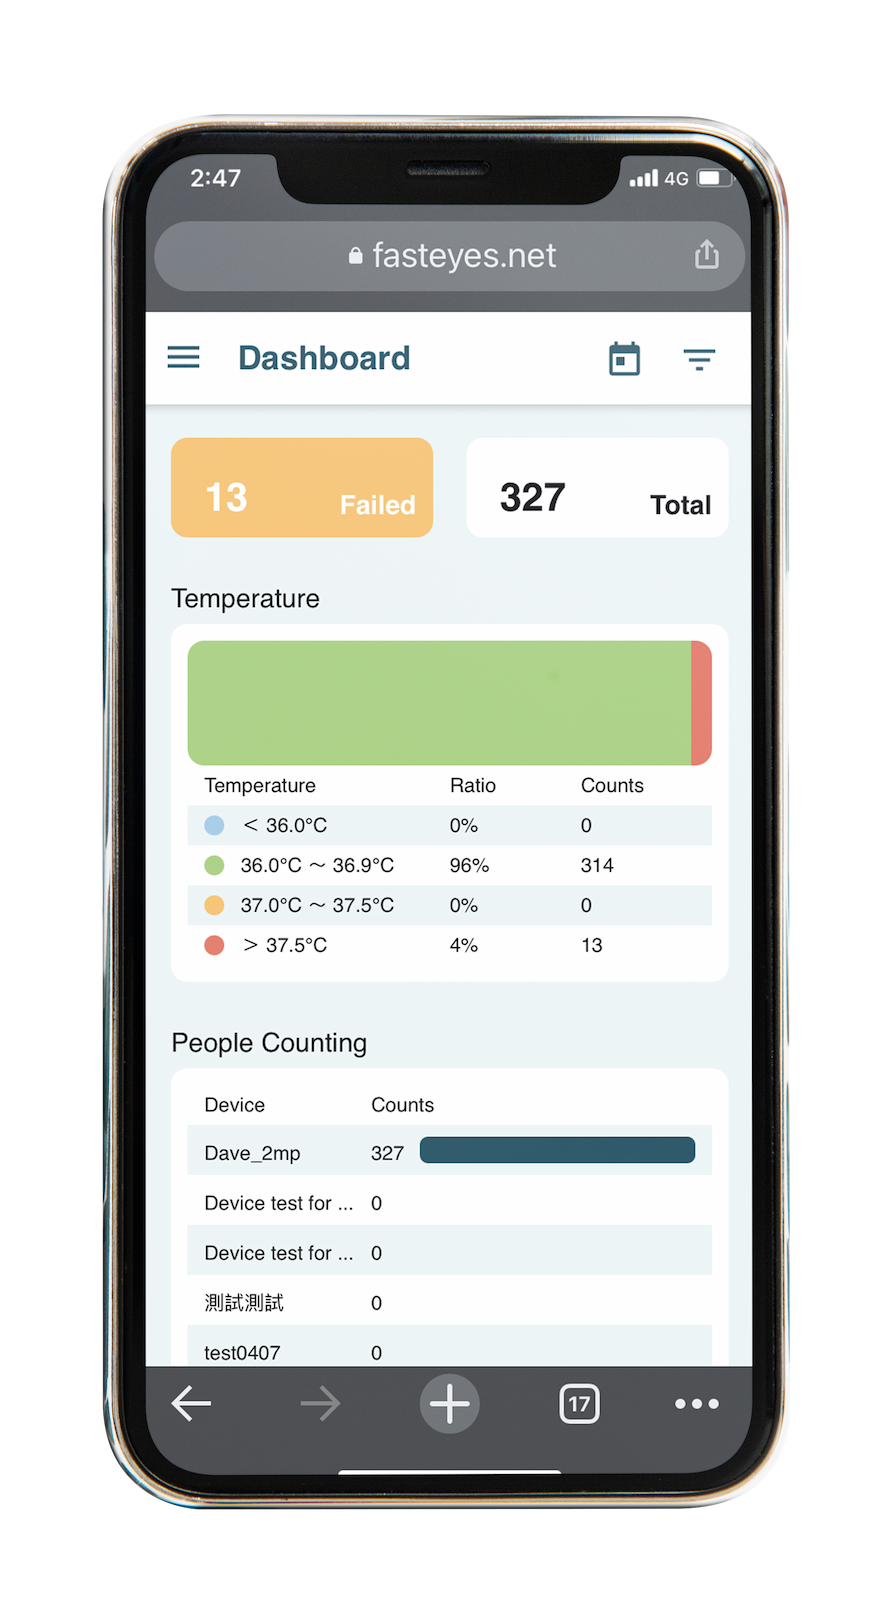 2:47 4G
fasteyes.net
Dashboard
13 Failed
327 Total
Temperature
Temperature Ratio Counts
< 36.0°C 0% 0
36.0°C ～ 36.9°C 96% 314
37.0°C ～ 37.5°C 0% 0
> 37.5°C 4% 13
People Counting
Device Counts
Dave_2mp 327
Device test for ... 0
Device test for ... 0
測試測試 0
test0407 0
17